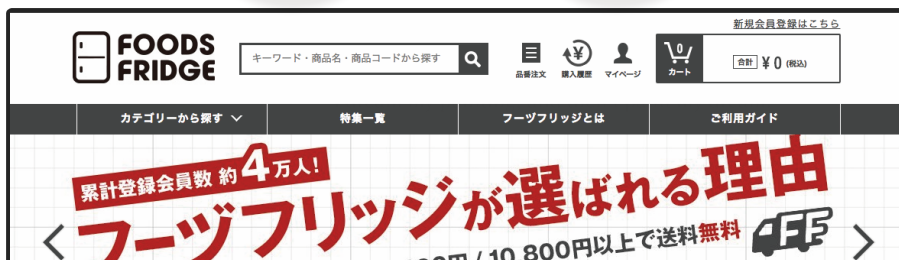 新規会員登録はこちら
FOODS
FRIDGE
キーワード・商品名・商品コードから探す
品番注文
購入履歴
マイページ
0
カート
合計 ¥0 (税込)
カテゴリーから探す
特集一覧
フーヅフリッジとは
ご利用ガイド
累計登録会員数 約4万人!
フーヅフリッジが選ばれる理由
円 / 10,800円以上で送料無料
FF